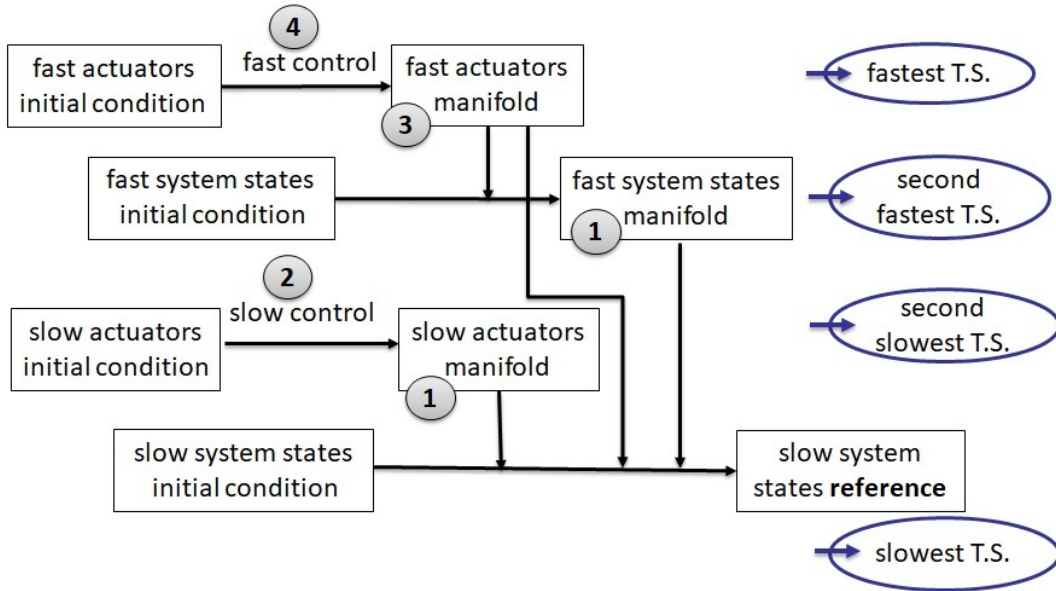 4
fast actuators
initial condition
fast control
fast actuators
manifold
3
fastest T.S.
fast system states
initial condition
fast system states
manifold
1
second
fastest T.S.
2
slow control
slow actuators
initial condition
slow actuators
manifold
1
second
slowest T.S.
slow system states
initial condition
slow system
states reference
slowest T.S.